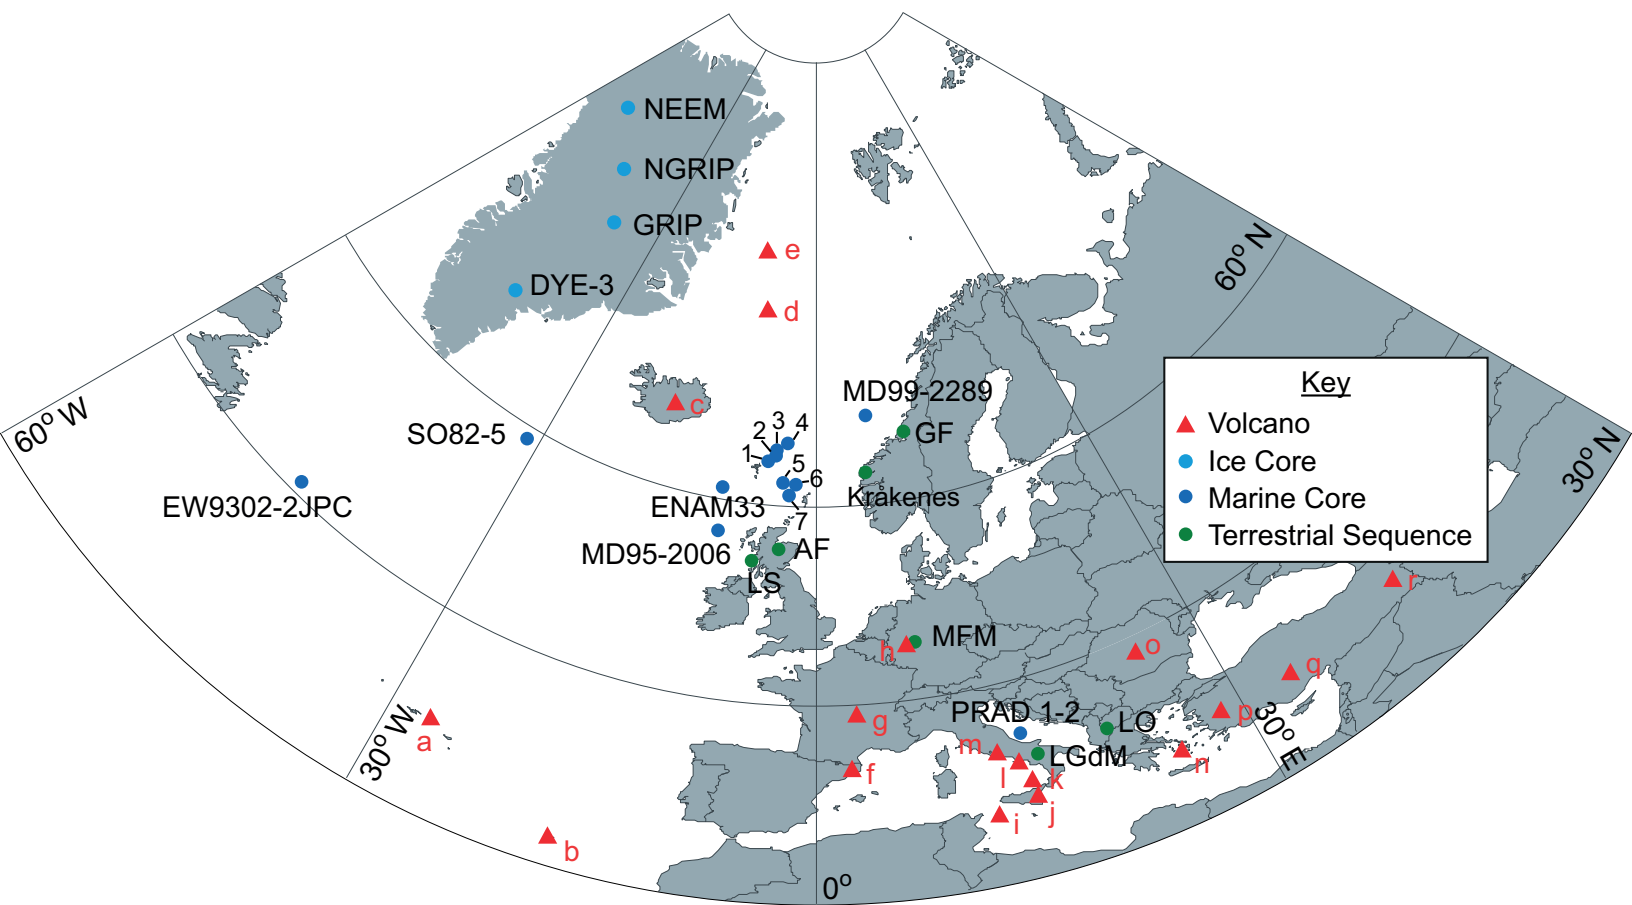 NEEM
NGRIP
GRIP
e
60° N
DYE-3
d
Key
MD99-2289
c
60° W
3
4
Volcano
SO82-5
2
GF
30° N
1
5
Ice Core
6
EW9302-2JPC
ENAM33
Kråkenes
Marine Core
7
Terrestrial Sequence
MD95-2006
AF
LS
r
MFM
h
o
q
PRAD 1-2
LO
p
30° W
a
g
30° E
m
LGdM
n
f
l
k
j
i
b
0°